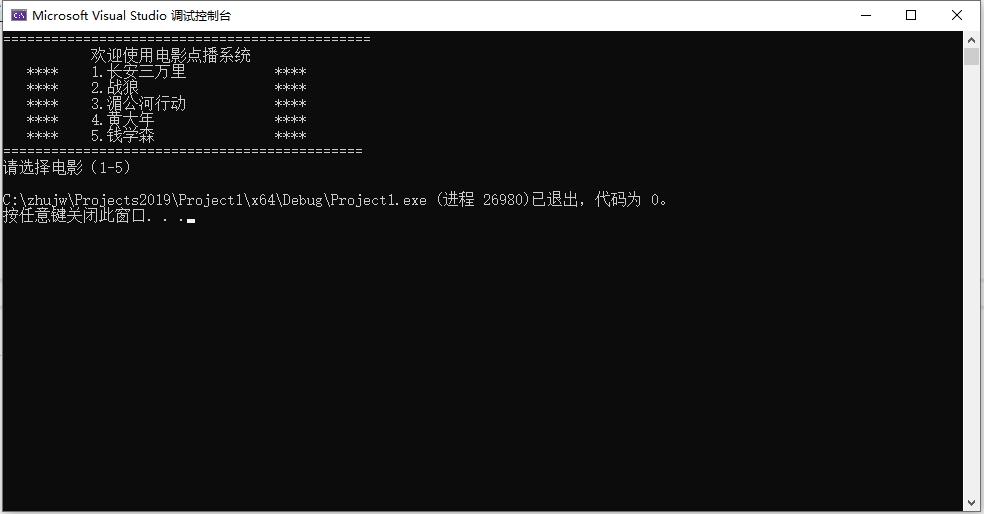 Microsoft Visual Studio 调试控制台
==============================================
欢迎使用电影点播系统
**** 1.长安三万里 ****
**** 2.战狼 ****
**** 3.湄公河行动 ****
**** 4.黄大年 ****
**** 5.钱学森 ****
=============================================
请选择电影（1-5）
C:\zhujw\Projects2019\Project1\x64\Debug\Project1.exe (进程 26980)已退出，代码为 0。
按任意键关闭此窗口. . .